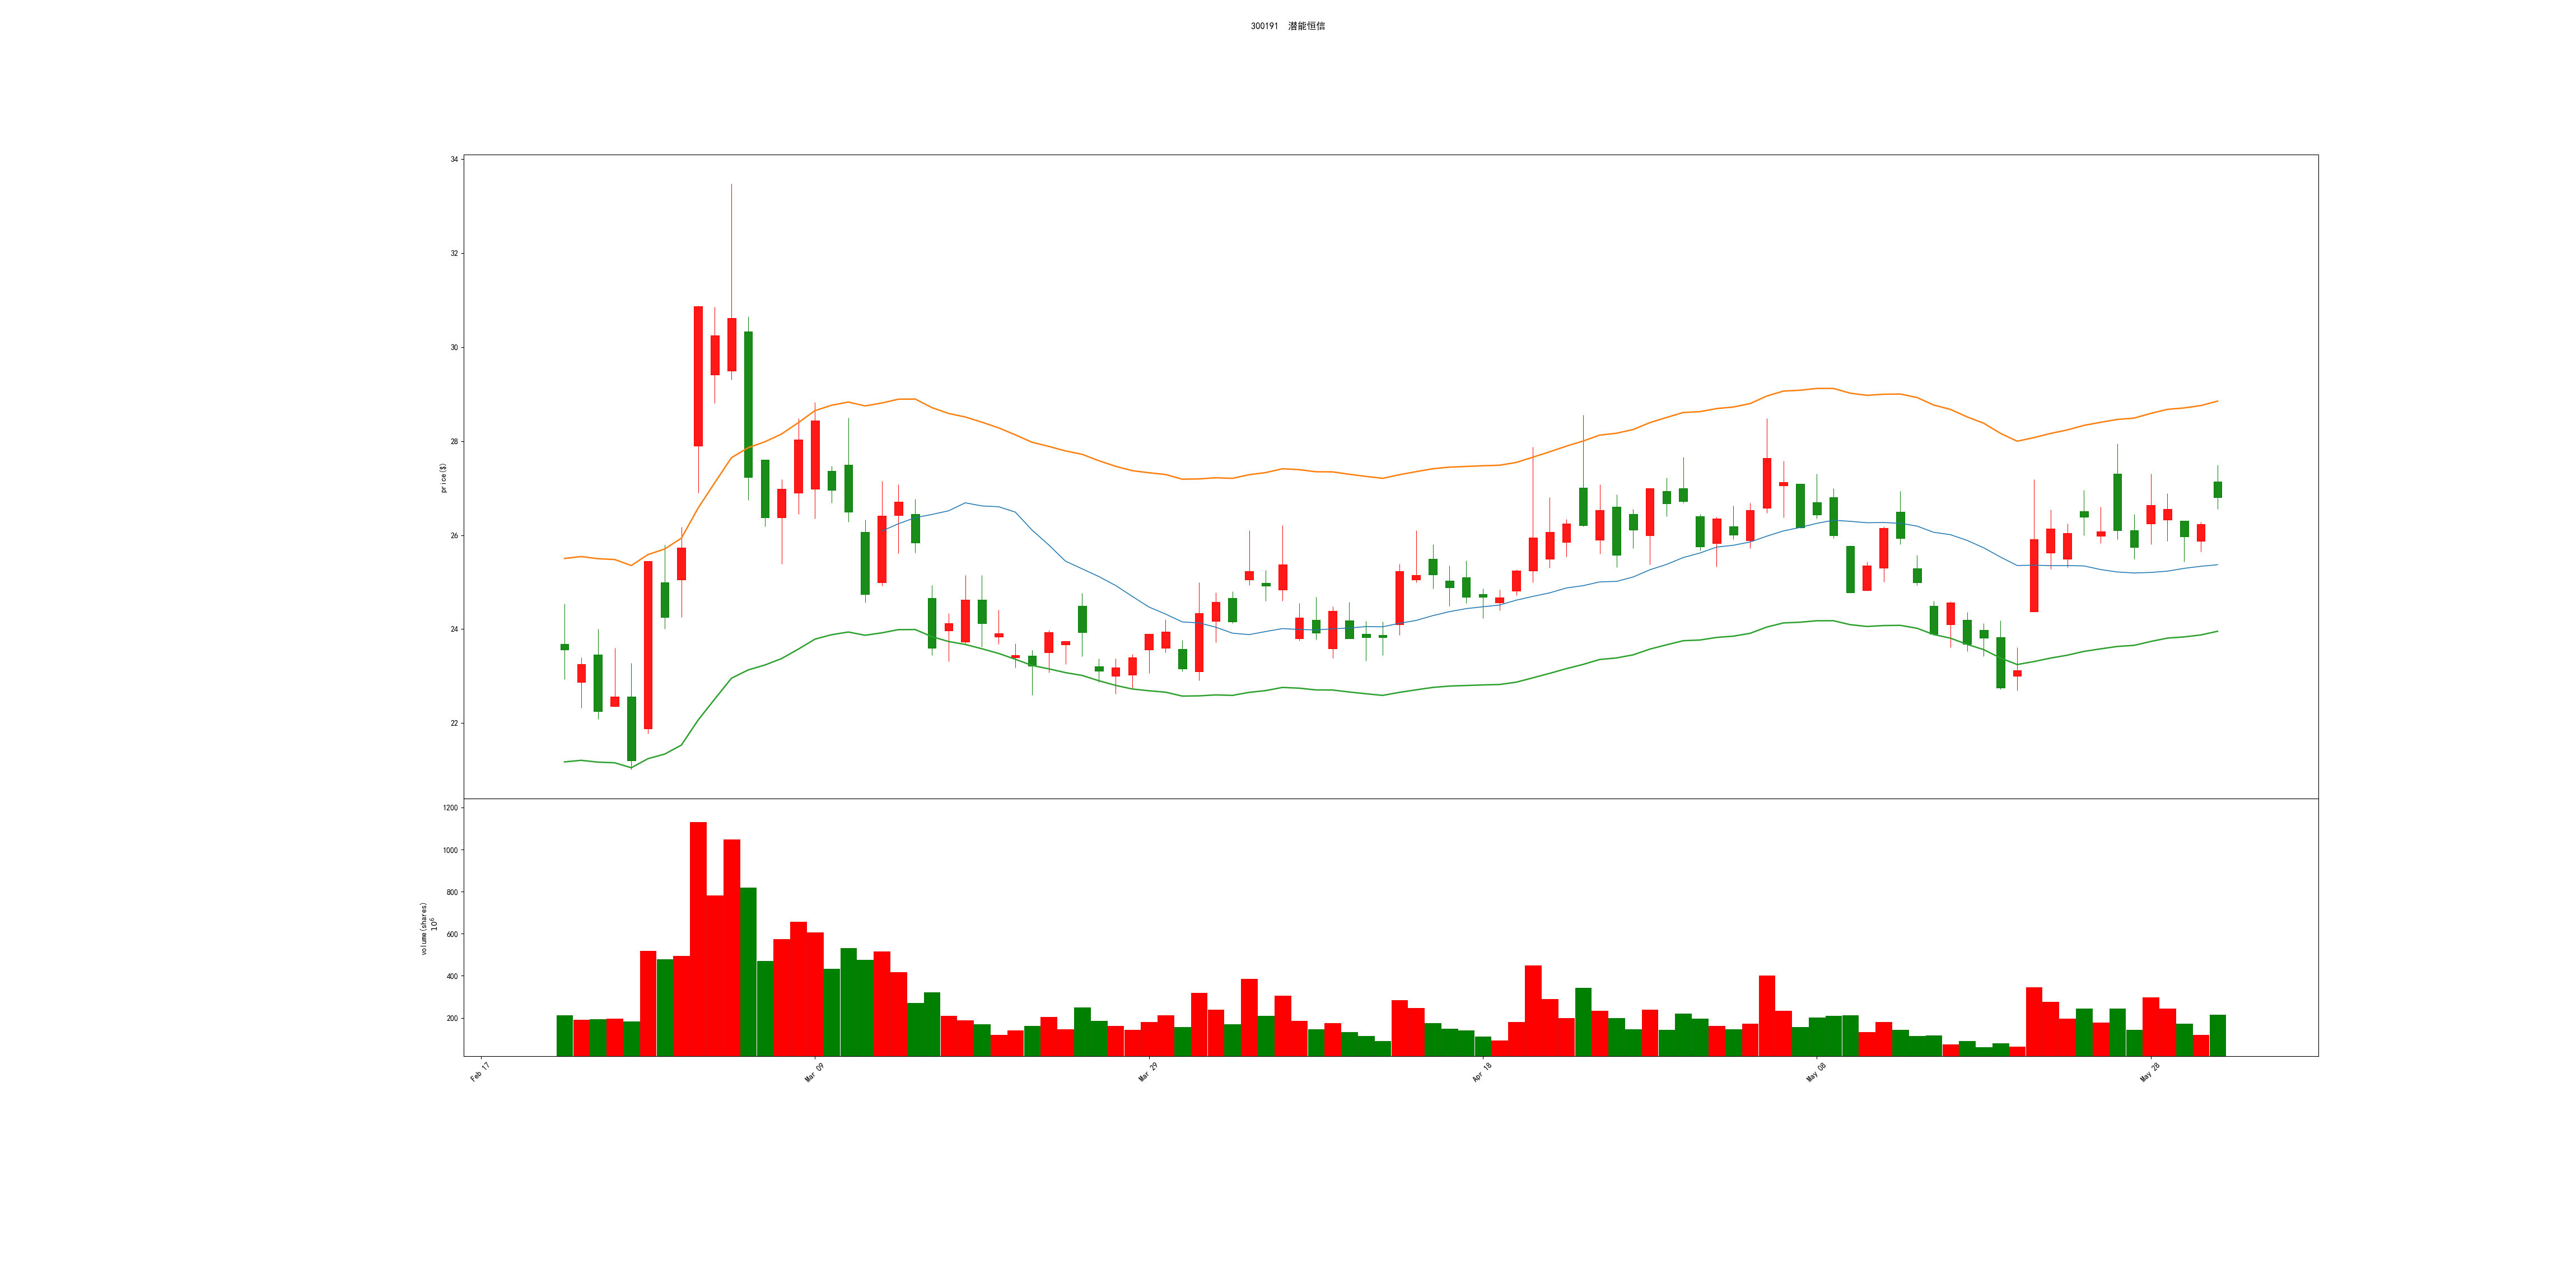 300191 潜能恒信
price($)
34
32
30
28
26
24
22
volume(shares)
10⁶
1200
1000
800
600
400
200
Feb 17
Mar 09
Mar 29
Apr 18
May 08
May 28